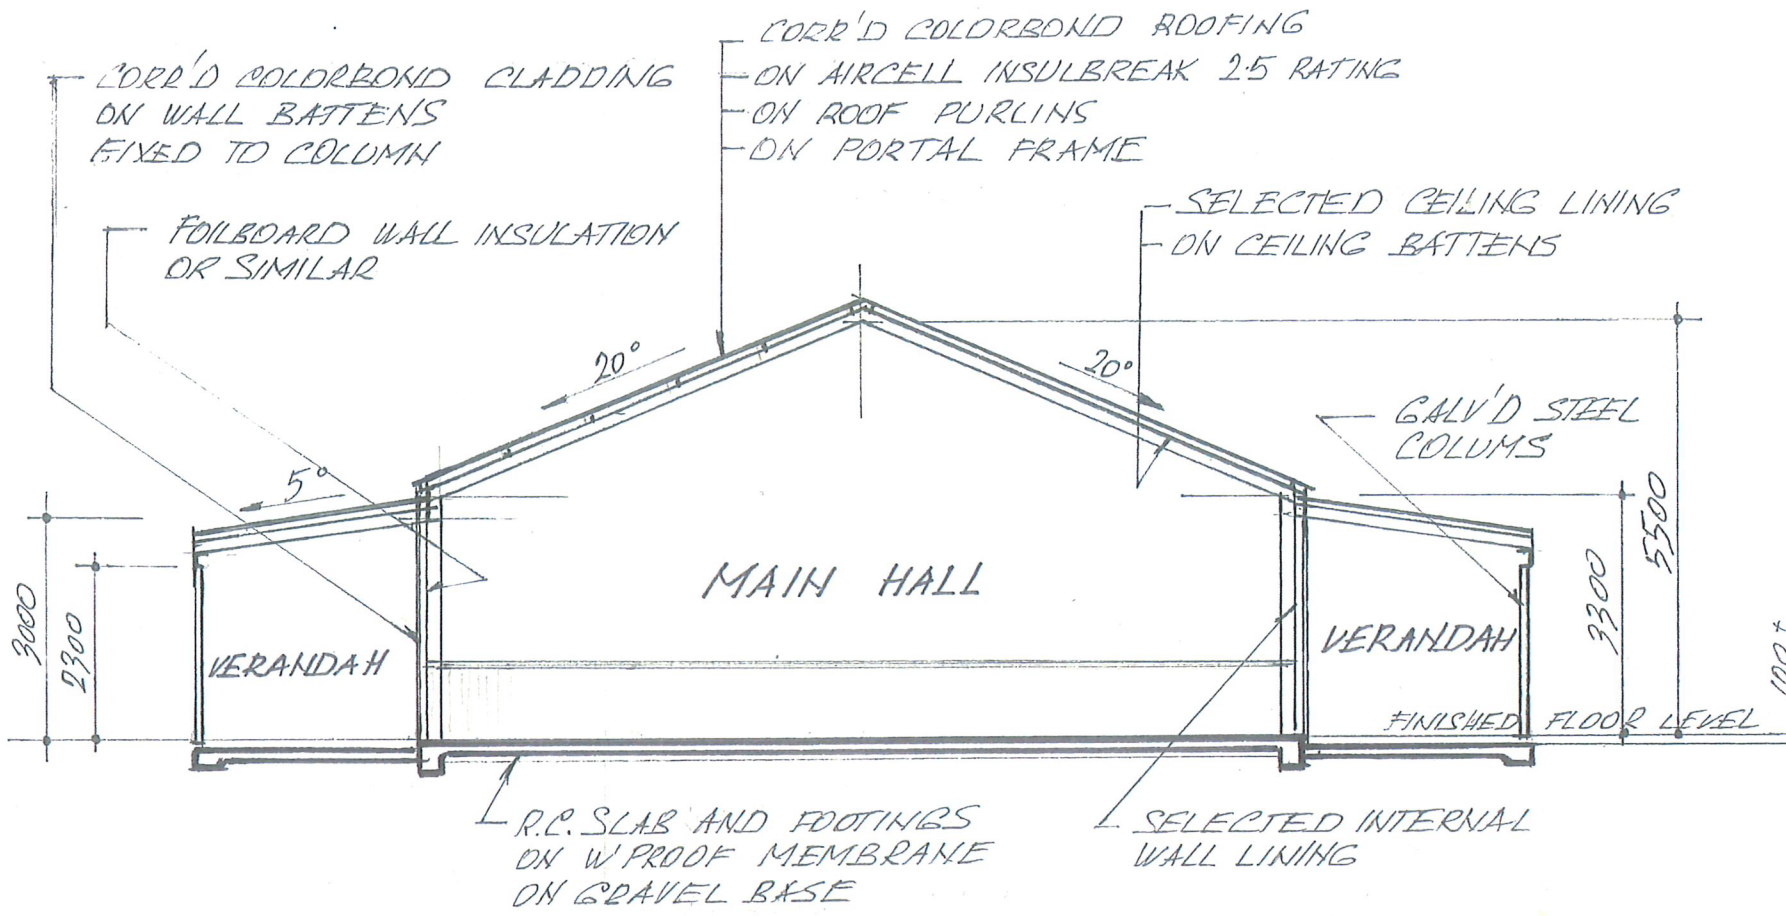 CORR'D COLORBOND ROOFING
ON AIRCELL INSULBREAK 2.5 RATING
ON ROOF PURLINS
ON PORTAL FRAME
CORR'D COLORBOND CLADDING
ON WALL BATTENS
FIXED TO COLUMN
FOILBOARD WALL INSULATION
OR SIMILAR
SELECTED CEILING LINING
ON CEILING BATTENS
20°
20°
GALV'D STEEL
COLUMS
5°
5500
3300
3000
2300
MAIN HALL
VERANDAH
VERANDAH
FINISHED FLOOR LEVEL
R.C. SLAB AND FOOTINGS
ON W'PROOF MEMBRANE
ON GRAVEL BASE
SELECTED INTERNAL
WALL LINING